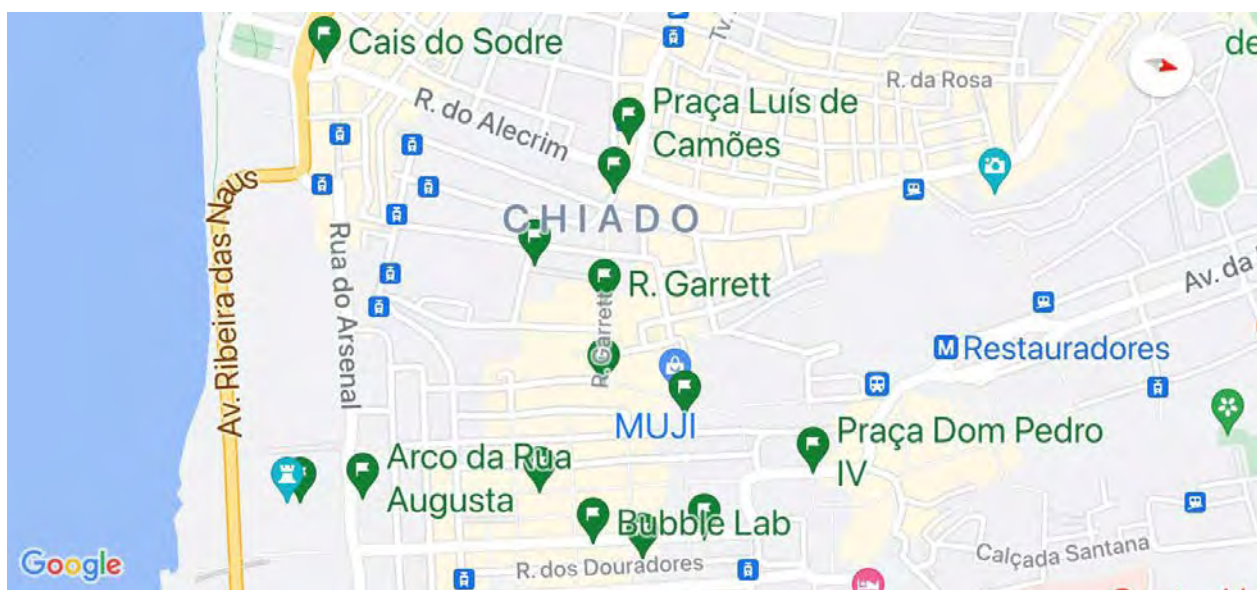 Cais do Sodre
de
Tv.
R. da Rosa
R. do Alecrim
Praça Luís de
Camões
Av. Ribeira das Naus
CHIADO
Rua do Arsenal
R. Garrett
R. Garrett
Av. da
M Restauradores
MUJI
Praça Dom Pedro
IV
Arco da Rua
Augusta
Bubble Lab
R. dos Douradores
Calçada Santana
Google